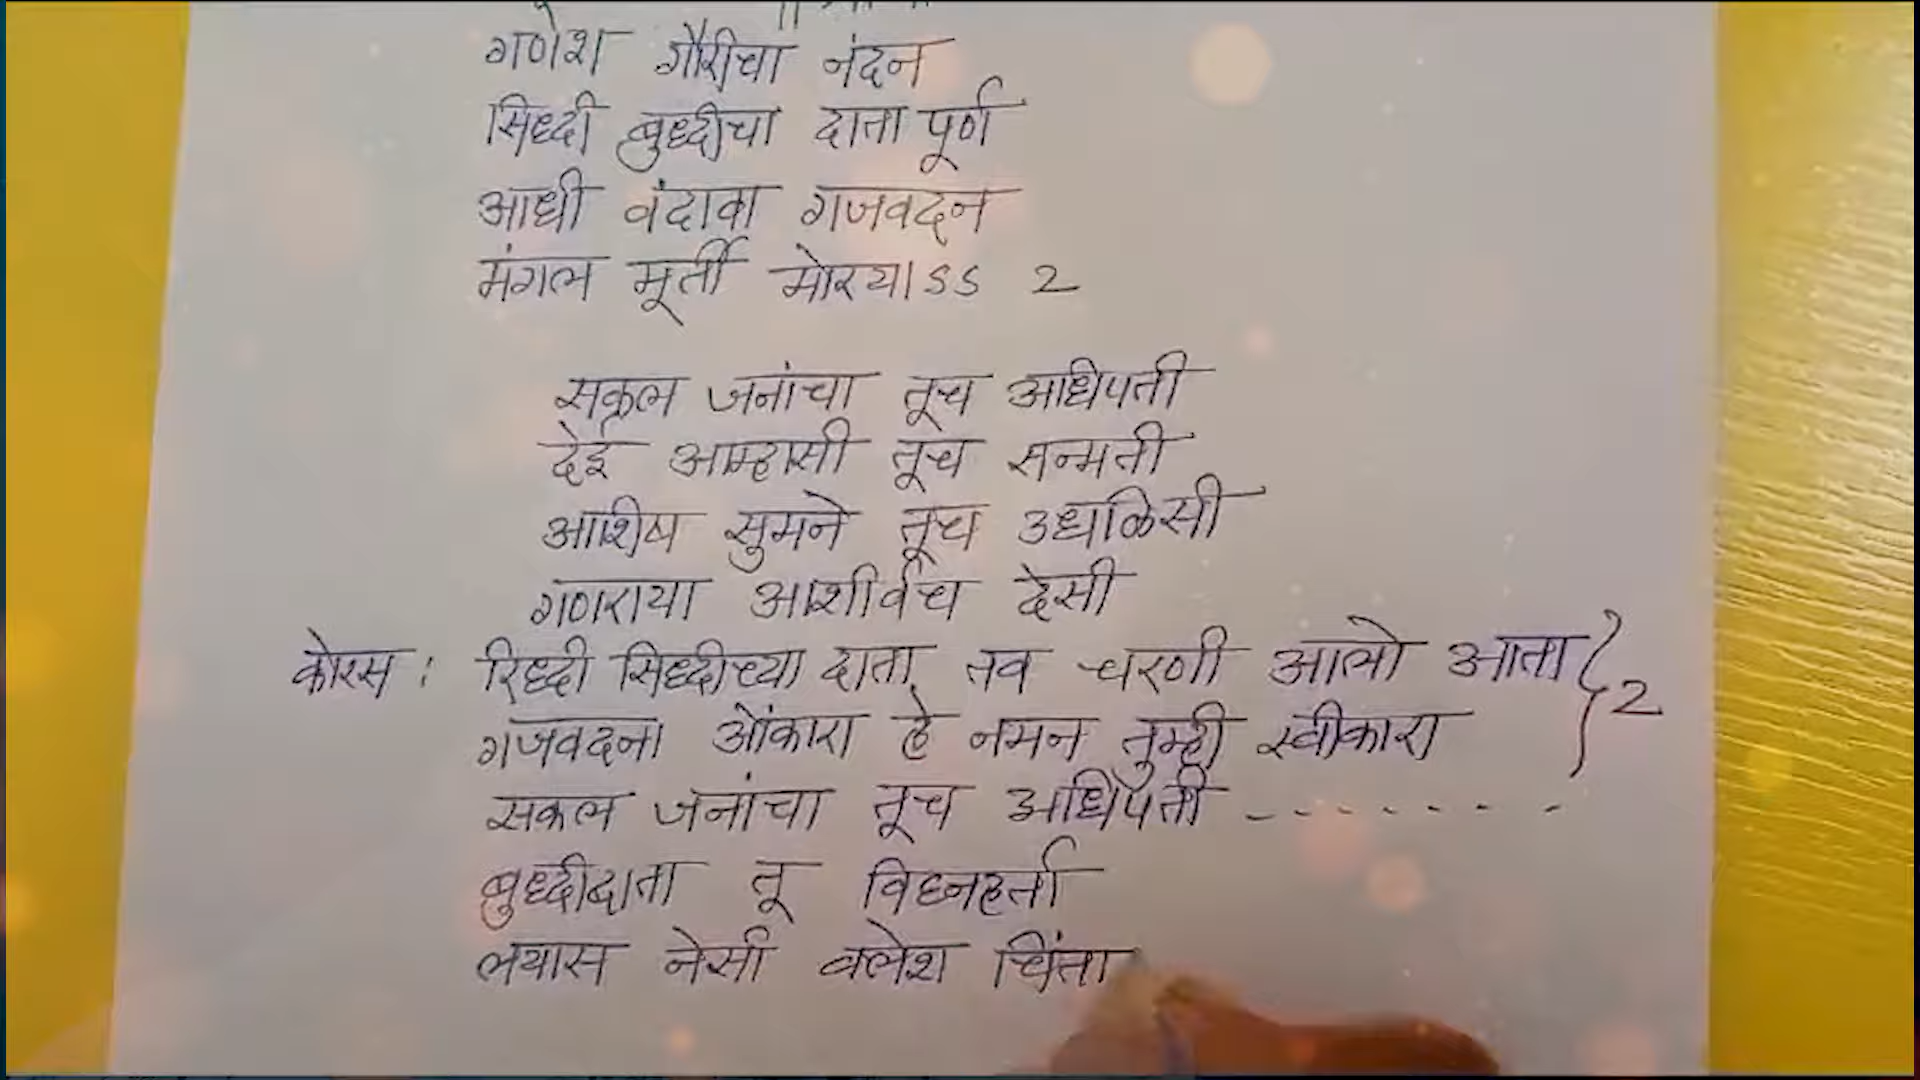 गणेश गौरीचा नंदन
सिध्दी बुध्दीचा दाता पूर्ण
आधी वंदावा गजवदन
मंगल मूर्ती मोरयाऽऽ 2
सकल जनांचा तूच अधिपती
देई आम्हासी तूच सन्मती
आशिष सुमने तूच उधळिसी
गणराया आशीर्वच देसी
कोरस : रिध्दी सिध्दीच्या दाता, तव चरणी आलो आता
गजवदना ओंकारा हे नमन तुम्ही स्वीकारा } 2
सकल जनांचा तूच अधिपती - - - - - - - -
बुध्दीदाता तू विघ्नहर्ता
लयास नेसी क्लेश चिंता